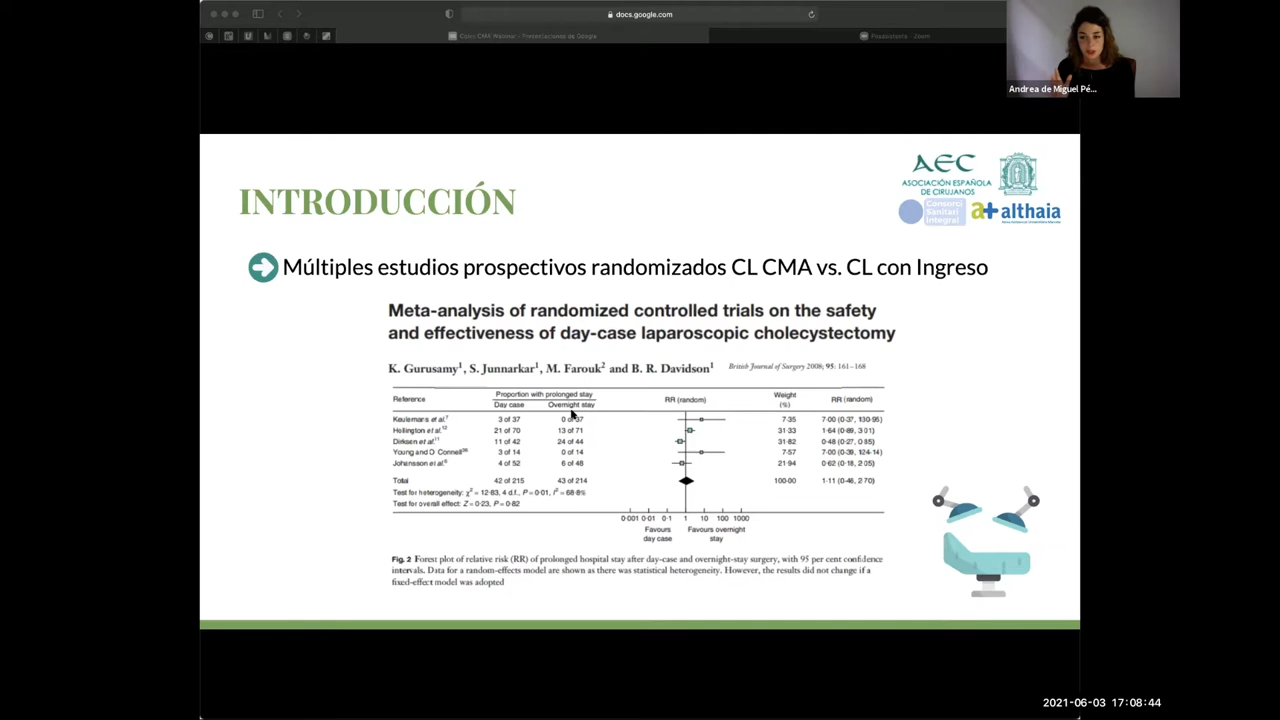 docs.google.com
Colec CMA Webinar - Presentaciones de Google
Zoom
Andrea de Miguel Pé...
AEC
ASOCIACIÓN ESPAÑOLA
DE CIRUJANOS
Consorci
Sanitari
Integral
a+ althaia
INTRODUCCIÓN
Múltiples estudios prospectivos randomizados CL CMA vs. CL con Ingreso
Meta-analysis of randomized controlled trials on the safety
and effectiveness of day-case laparoscopic cholecystectomy
K. Gurusamy1, S. Junnarkar1, M. Farouk2 and B. R. Davidson1 British Journal of Surgery 2008; 95: 161–168
Proportion with prolonged stay
Reference Day case Overnight stay RR (random) Weight (%) RR (random)
Keulemans et al.7 3 of 37 0 of 37 7·35 7·00 (0·37, 130·95)
Hollington et al.12 21 of 70 13 of 71 31·33 1·64 (0·89, 3·01)
Dirksen et al.11 11 of 42 24 of 44 31·82 0·48 (0·27, 0·85)
Young and O Connell 3 of 14 0 of 14 7·57 7·00 (0·39, 124·14)
Johansson et al. 4 of 52 6 of 48 21·94 0·62 (0·18, 2·05)
Total 42 of 215 43 of 214 100·00 1·11 (0·46, 2·70)
Test for heterogeneity: χ2 = 12·83, 4 d.f., P = 0·01, I2 = 68·8%
Test for overall effect: Z = 0·23, P = 0·82
0·001 0·01 0·1 1 10 100 1000
Favours Favours overnight
day case stay
Fig. 2 Forest plot of relative risk (RR) of prolonged hospital stay after day-case and overnight-stay surgery, with 95 per cent confidence
intervals. Data for a random-effects model are shown as there was statistical heterogeneity. However, the results did not change if a
fixed-effect model was adopted
2021-06-03 17:08:44